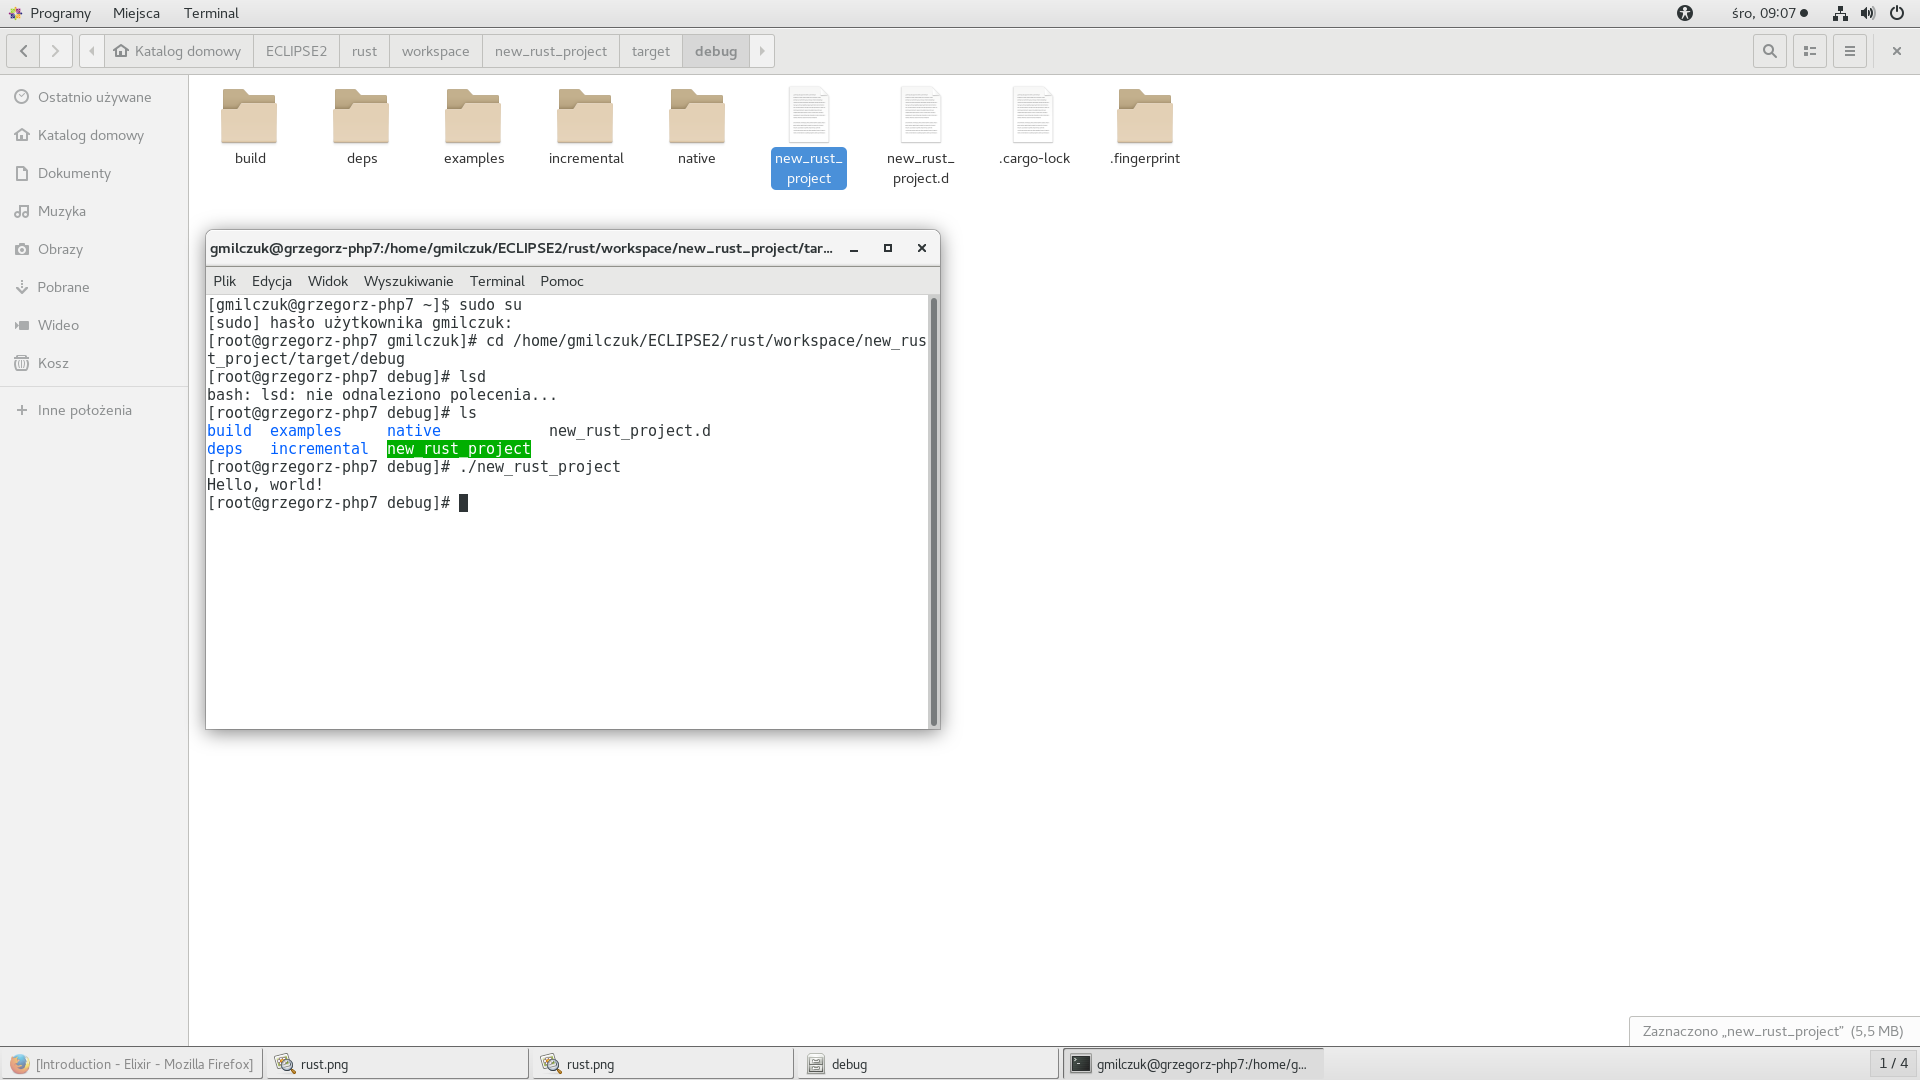 Programy Miejsca Terminal śro, 09:07
Katalog domowy ECLIPSE2 rust workspace new_rust_project target debug
Ostatnio używane
Katalog domowy
Dokumenty
Muzyka
Obrazy
Pobrane
Wideo
Kosz
Inne położenia
build deps examples incremental native new_rust_ new_rust_ .cargo-lock .fingerprint
project project.d
gmilczuk@grzegorz-php7:/home/gmilczuk/ECLIPSE2/rust/workspace/new_rust_project/tar...
Plik Edycja Widok Wyszukiwanie Terminal Pomoc
[gmilczuk@grzegorz-php7 ~]$ sudo su
[sudo] hasło użytkownika gmilczuk:
[root@grzegorz-php7 gmilczuk]# cd /home/gmilczuk/ECLIPSE2/rust/workspace/new_rus
t_project/target/debug
[root@grzegorz-php7 debug]# lsd
bash: lsd: nie odnaleziono polecenia...
[root@grzegorz-php7 debug]# ls
build examples native new_rust_project.d
deps incremental new_rust_project
[root@grzegorz-php7 debug]# ./new_rust_project
Hello, world!
[root@grzegorz-php7 debug]#
Zaznaczono „new_rust_project” (5,5 MB)
[Introduction - Elixir - Mozilla Firefox] rust.png rust.png debug gmilczuk@grzegorz-php7:/home/g... 1 / 4